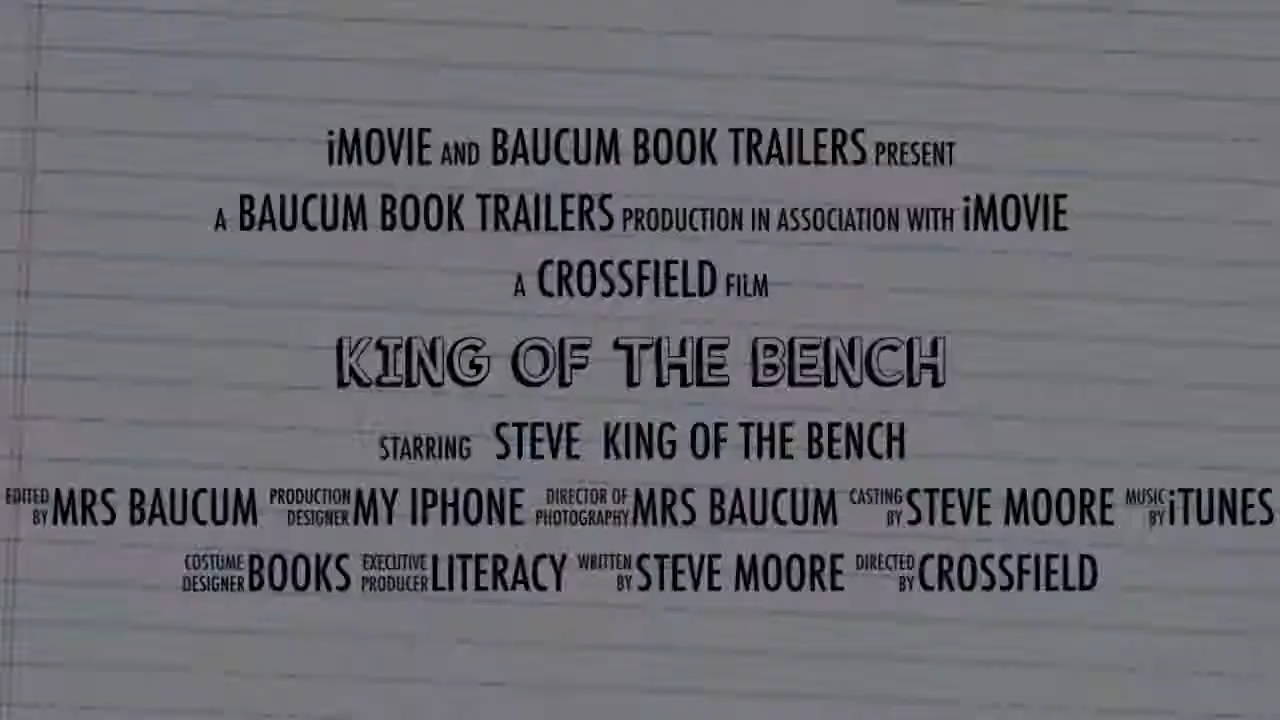 iMOVIE AND BAUCUM BOOK TRAILERS PRESENT
A BAUCUM BOOK TRAILERS PRODUCTION IN ASSOCIATION WITH iMOVIE
A CROSSFIELD FILM
KING OF THE BENCH
STARRING STEVE KING OF THE BENCH
EDITED BY MRS BAUCUM PRODUCTION DESIGNER MY IPHONE DIRECTOR OF PHOTOGRAPHY MRS BAUCUM CASTING BY STEVE MOORE MUSIC BY iTUNES
COSTUME DESIGNER BOOKS EXECUTIVE PRODUCER LITERACY WRITTEN BY STEVE MOORE DIRECTED BY CROSSFIELD